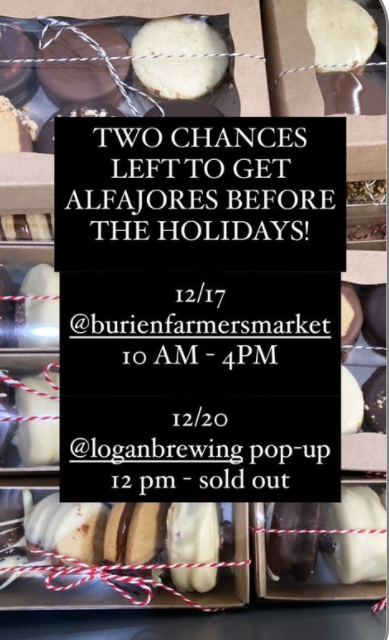 TWO CHANCES
LEFT TO GET
ALFAJORES BEFORE
THE HOLIDAYS!
12/17
@burienfarmersmarket
10 AM - 4PM
12/20
@loganbrewing pop-up
12 pm - sold out